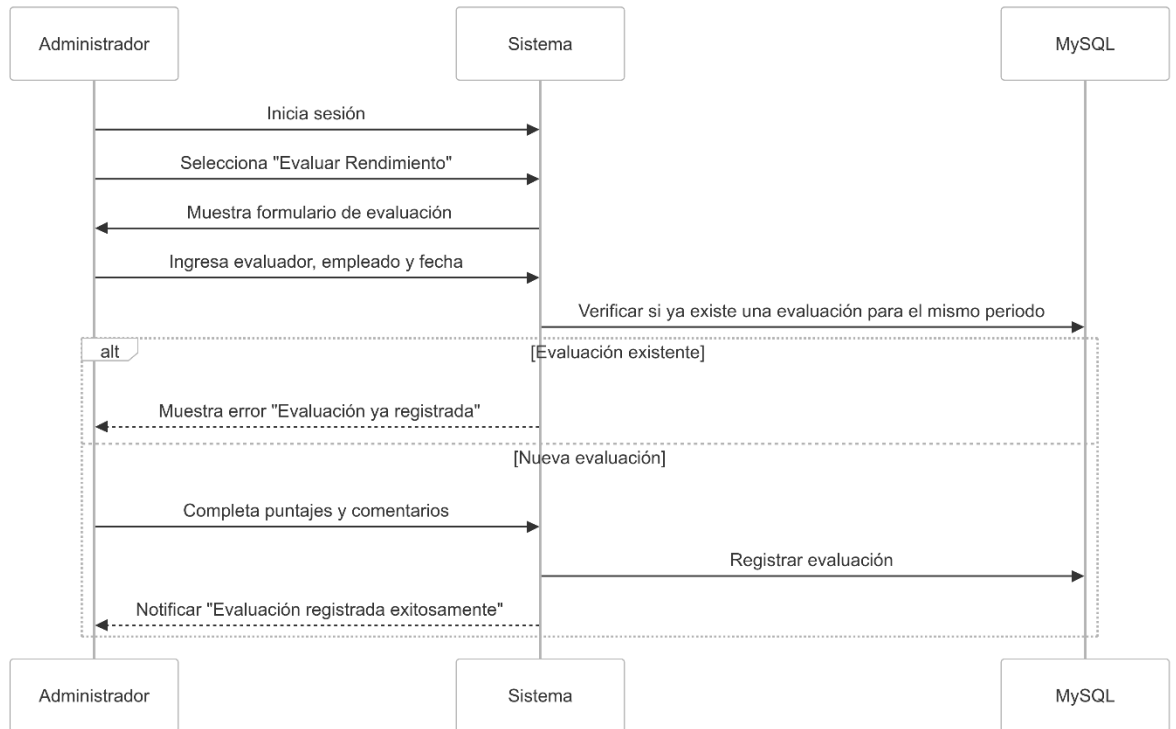 Administrador
Sistema
MySQL
Inicia sesión
Selecciona "Evaluar Rendimiento"
Muestra formulario de evaluación
Ingresa evaluador, empleado y fecha
Verificar si ya existe una evaluación para el mismo periodo
alt
[Evaluación existente]
Muestra error "Evaluación ya registrada"
[Nueva evaluación]
Completa puntajes y comentarios
Registrar evaluación
Notificar "Evaluación registrada exitosamente"
Administrador
Sistema
MySQL